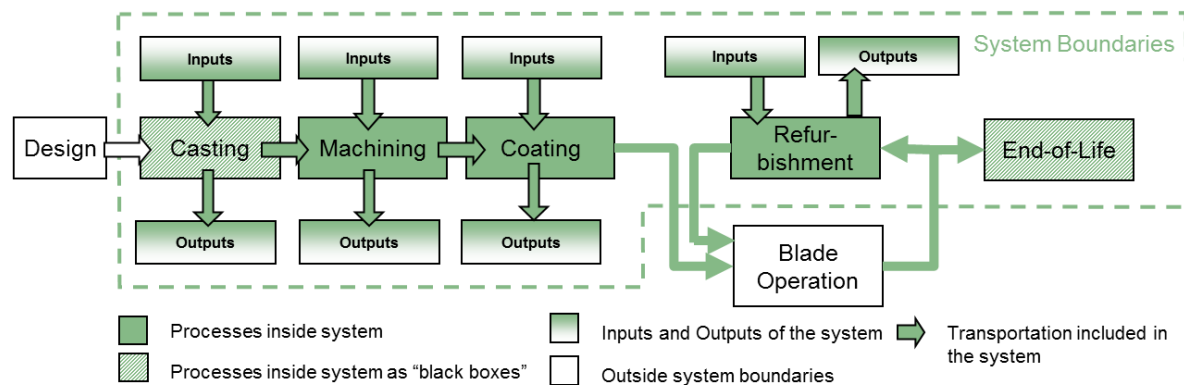 System Boundaries
Inputs
Inputs
Inputs
Inputs
Outputs
Design
Casting
Machining
Coating
Refur-
bishment
End-of-Life
Outputs
Outputs
Outputs
Blade
Operation
Processes inside system
Inputs and Outputs of the system
Transportation included in
the system
Processes inside system as “black boxes”
Outside system boundaries